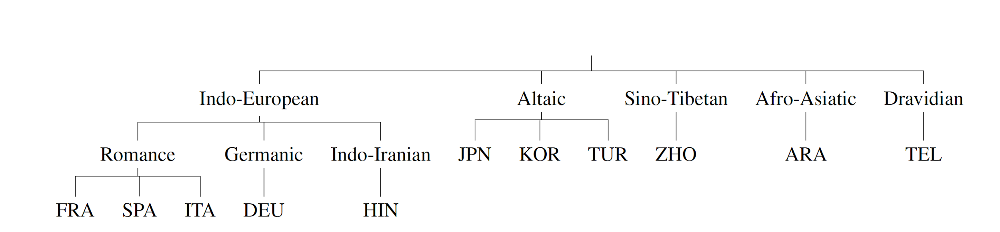 Indo-European Altaic Sino-Tibetan Afro-Asiatic Dravidian
Romance Germanic Indo-Iranian JPN KOR TUR ZHO ARA TEL
FRA SPA ITA DEU HIN